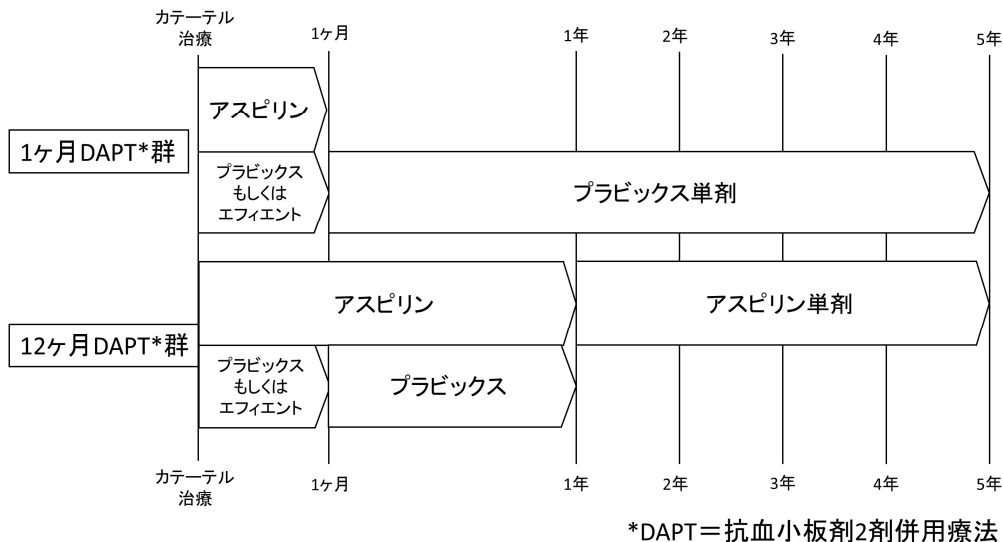 カテーテル
治療
1ヶ月
1年
2年
3年
4年
5年
アスピリン
1ヶ月DAPT*群
プラビックス
もしくは
エフィエント
プラビックス単剤
アスピリン
アスピリン単剤
12ヶ月DAPT*群
プラビックス
もしくは
エフィエント
プラビックス
カテーテル
治療
1ヶ月
1年
2年
3年
4年
5年
*DAPT＝抗血小板剤2剤併用療法